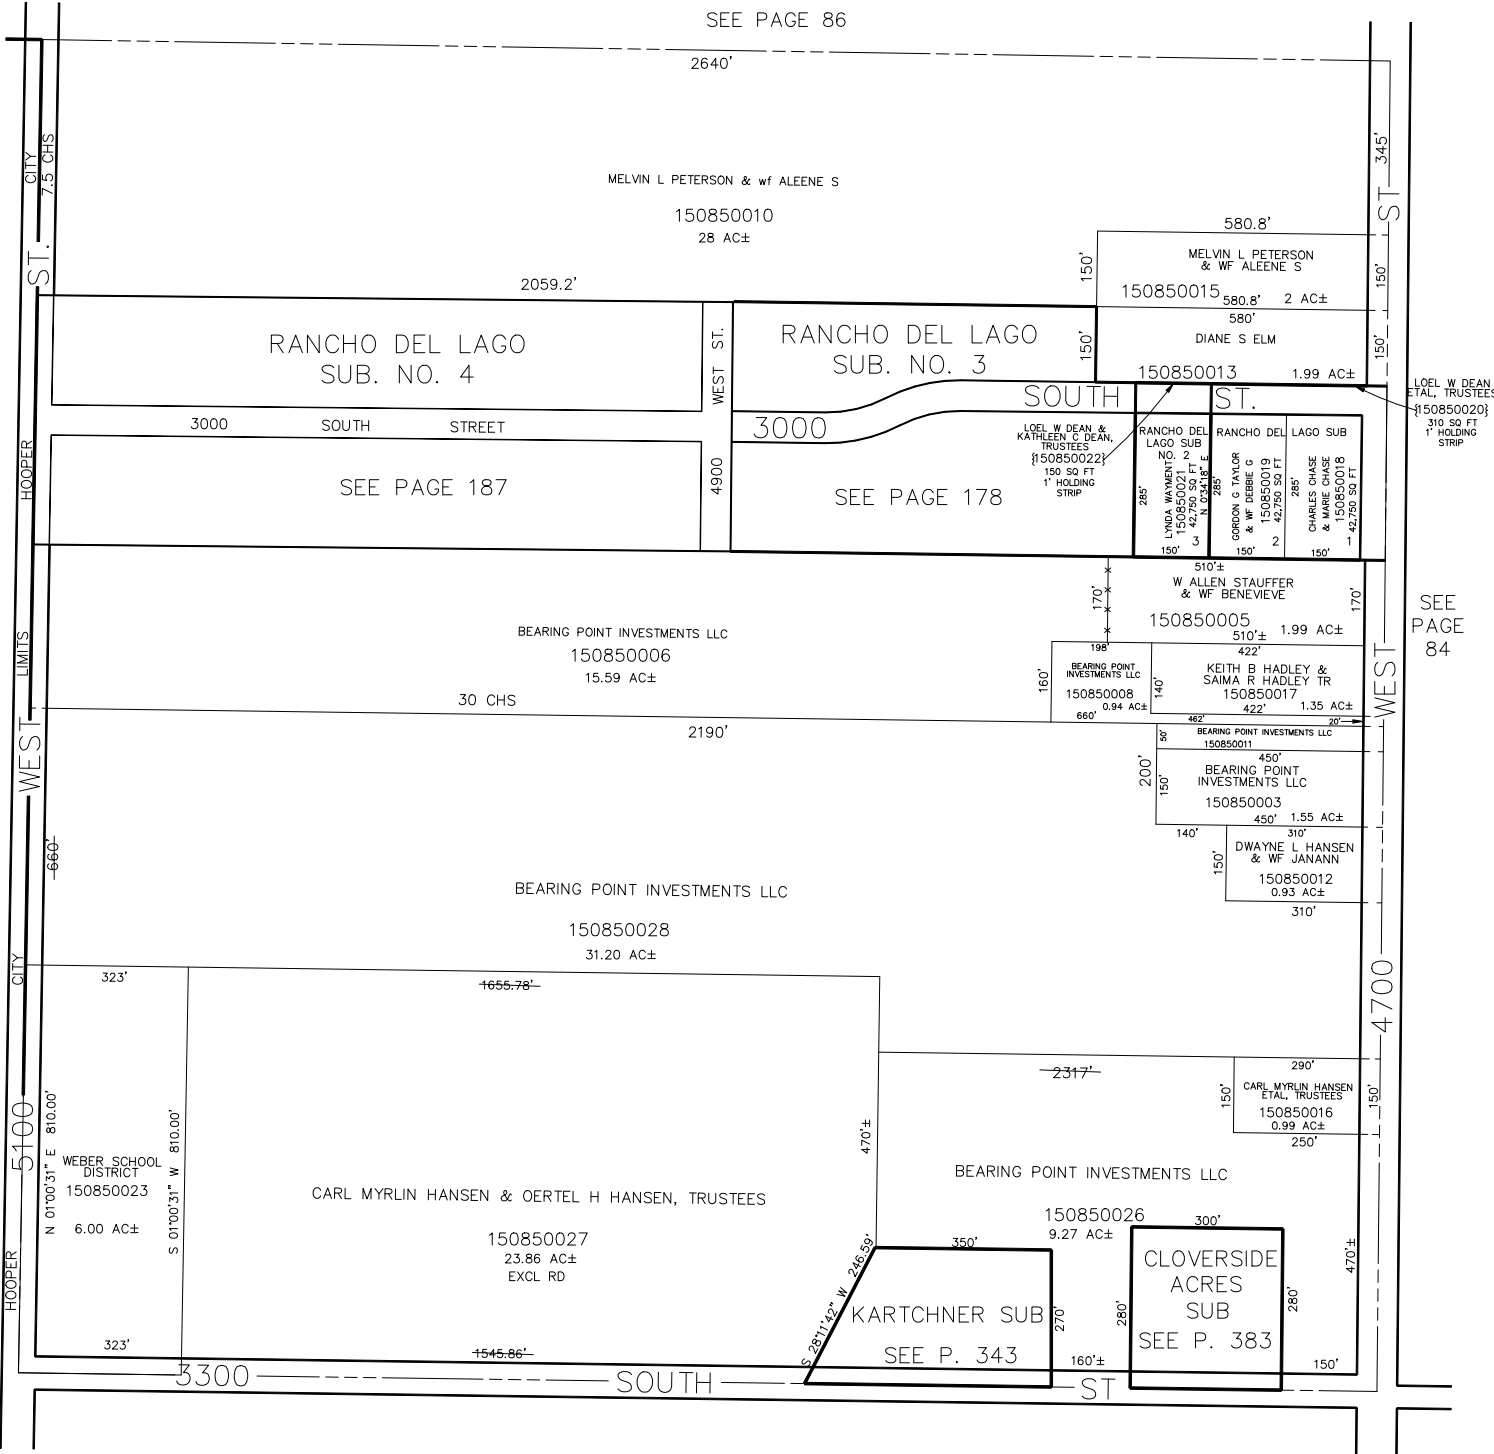 SEE PAGE 86
2640'
CITY
7.5 CHS
345'
MELVIN L PETERSON & wf ALEENE S
150850010
28 AC±
ST.
ST
580.8'
150'
MELVIN L PETERSON
& WF ALEENE S
150850015
580.8'
2 AC±
150'
2059.2'
580'
DIANE S ELM
150850013
1.99 AC±
150'
150'
RANCHO DEL LAGO
SUB. NO. 4
WEST ST.
RANCHO DEL LAGO
SUB. NO. 3
LOEL W DEAN
ETAL, TRUSTEES
{150850020}
310 SQ FT
1' HOLDING
STRIP
SOUTH
ST.
3000
SOUTH
STREET
3000
LOEL W DEAN &
KATHLEEN C DEAN,
TRUSTEES
{150850022}
150 SQ FT
1' HOLDING
STRIP
RANCHO DEL
LAGO SUB
NO. 2
RANCHO DEL
LAGO SUB
HOOPER
SEE PAGE 187
4900
SEE PAGE 178
285'
LYNDA WAYMENT
150850021
42,750 SQ FT
N 0°34'18" E
3
150'
285'
GORDON G TAYLOR
& WF DEBBIE G
150850019
42,750 SQ FT
2
150'
285'
CHARLES CHASE
& MARIE CHASE
150850018
42,750 SQ FT
1
150'
510'±
W ALLEN STAUFFER
& WF BENEVIEVE
150850005
1.99 AC±
510'±
170'
170'
SEE
PAGE
84
LIMITS
BEARING POINT INVESTMENTS LLC
150850006
15.59 AC±
30 CHS
198'
BEARING POINT
INVESTMENTS LLC
150850008
0.94 AC±
160'
660'
140'
422'
KEITH B HADLEY &
SAIMA R HADLEY TR
150850017
422'
1.35 AC±
WEST
WEST
2190'
462'
20'
50'
BEARING POINT INVESTMENTS LLC
150850011
450'
200'
150'
BEARING POINT
INVESTMENTS LLC
150850003
450'
1.55 AC±
140'
310'
150'
DWAYNE L HANSEN
& WF JANANN
150850012
0.93 AC±
310'
660'
BEARING POINT INVESTMENTS LLC
150850028
31.20 AC±
CITY
323'
1655.78'
4700
2317'
290'
CARL MYRLIN HANSEN
ETAL, TRUSTEES
150850016
0.99 AC±
250'
150'
150'
5100
N 01°00'31" E 810.00'
WEBER SCHOOL
DISTRICT
150850023
6.00 AC±
S 01°00'31" W 810.00'
470'±
CARL MYRLIN HANSEN & OERTEL H HANSEN, TRUSTEES
150850027
23.86 AC±
EXCL RD
BEARING POINT INVESTMENTS LLC
150850026
9.27 AC±
HOOPER
S 28°11'42" W 246.59'
350'
KARTCHNER SUB
SEE P. 343
270'
300'
CLOVERSIDE
ACRES
SUB
SEE P. 383
280'
280'
470'±
323'
1545.86'
160'±
150'
3300
SOUTH
ST